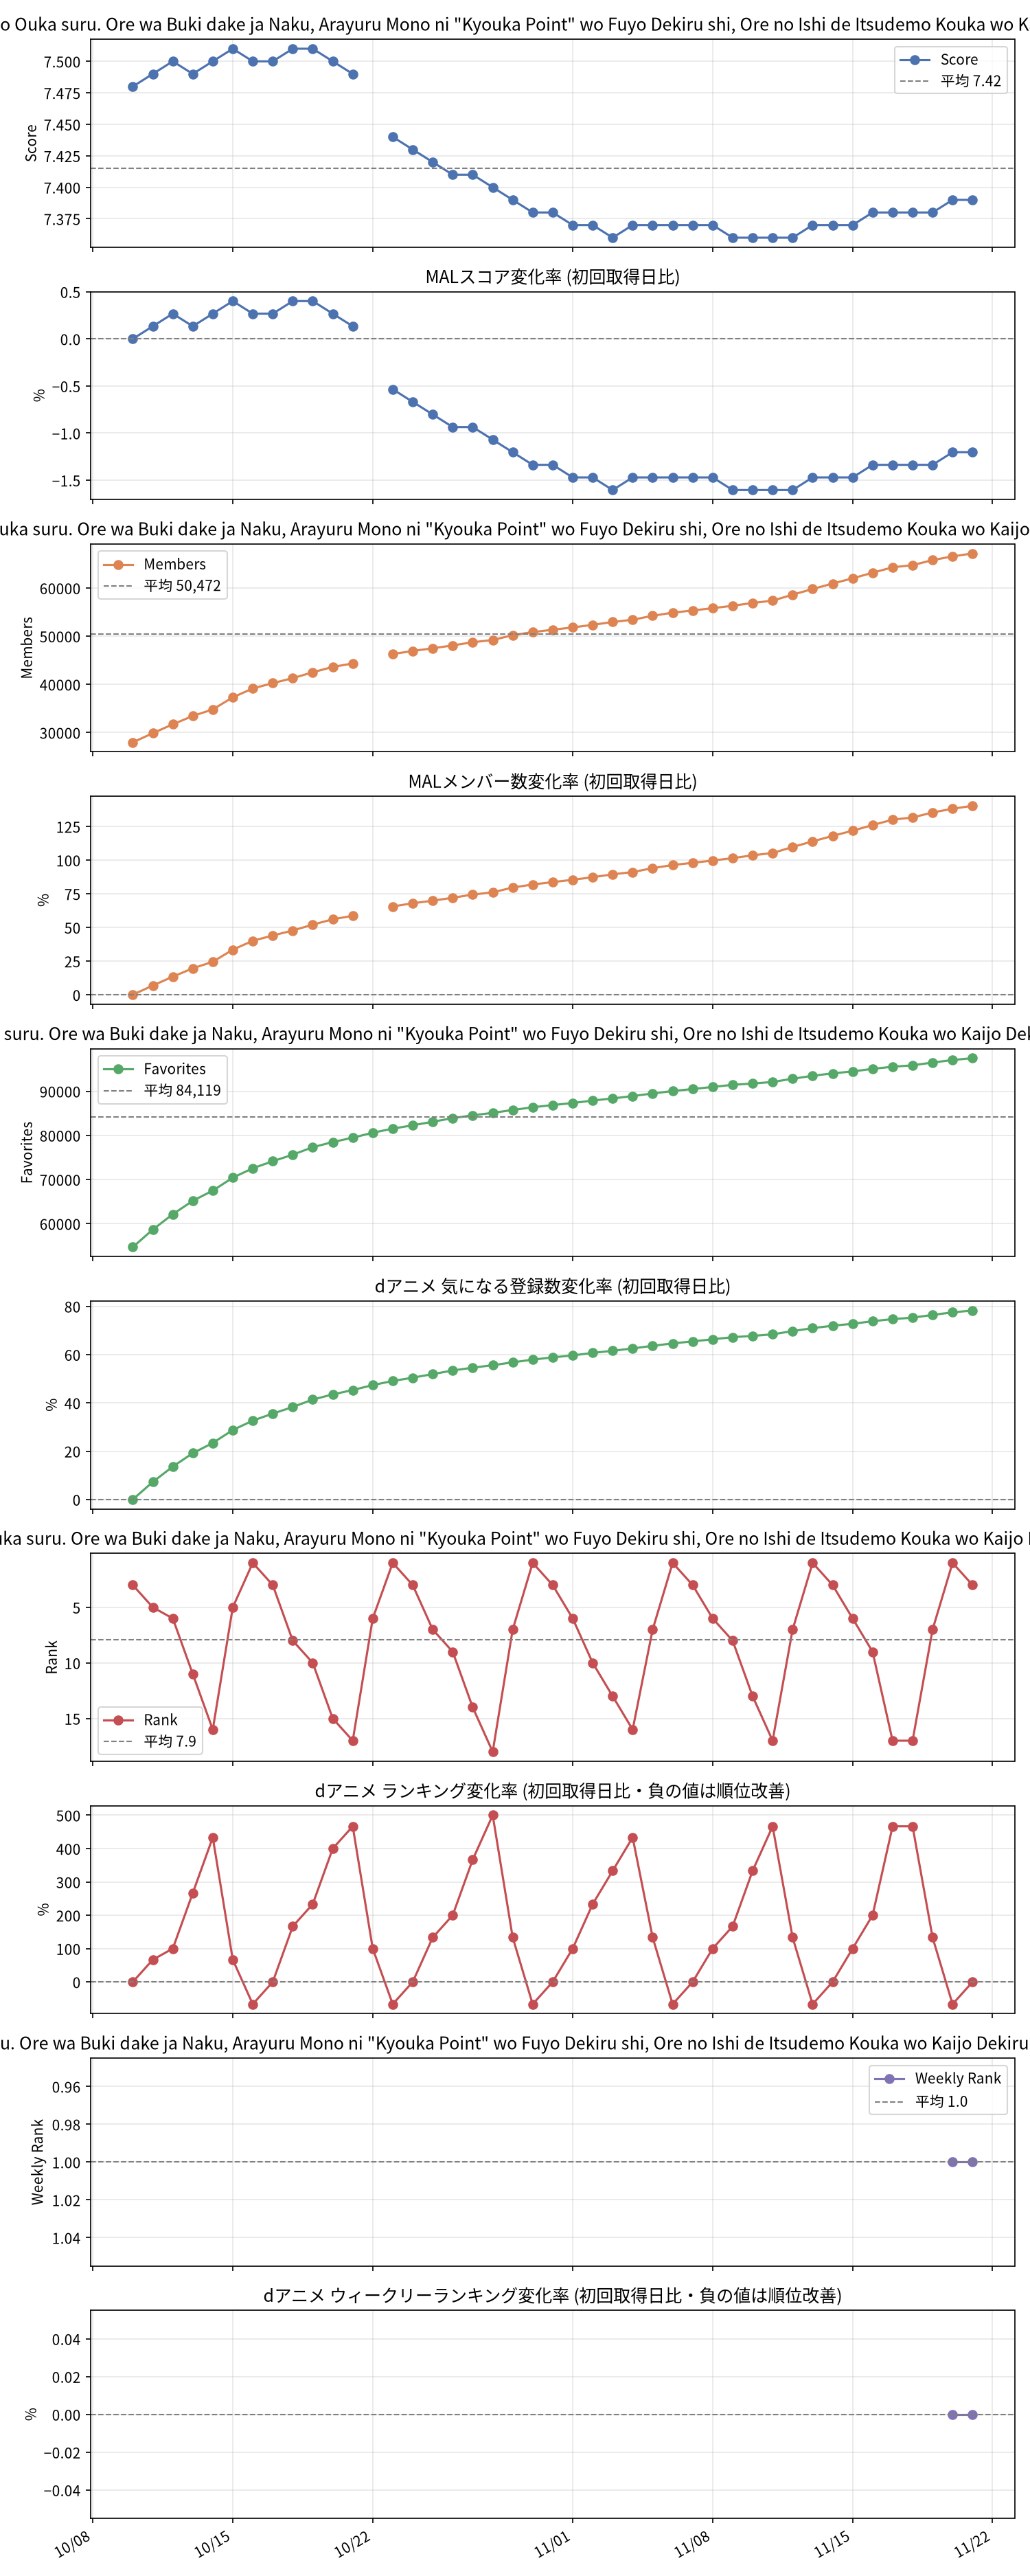 o Ouka suru. Ore wa Buki dake ja Naku, Arayuru Mono ni "Kyouka Point" wo Fuyo Dekiru shi, Ore no Ishi de Itsudemo Kouka wo K
Score
平均 7.42
Score
7.500
7.475
7.450
7.425
7.400
7.375
MALスコア変化率 (初回取得日比)
%
0.5
0.0
−0.5
−1.0
−1.5
uka suru. Ore wa Buki dake ja Naku, Arayuru Mono ni "Kyouka Point" wo Fuyo Dekiru shi, Ore no Ishi de Itsudemo Kouka wo Kaijo
Members
平均 50,472
Members
60000
50000
40000
30000
MALメンバー数変化率 (初回取得日比)
%
125
100
75
50
25
0
suru. Ore wa Buki dake ja Naku, Arayuru Mono ni "Kyouka Point" wo Fuyo Dekiru shi, Ore no Ishi de Itsudemo Kouka wo Kaijo Del
Favorites
平均 84,119
Favorites
90000
80000
70000
60000
dアニメ 気になる登録数変化率 (初回取得日比)
%
80
60
40
20
0
uka suru. Ore wa Buki dake ja Naku, Arayuru Mono ni "Kyouka Point" wo Fuyo Dekiru shi, Ore no Ishi de Itsudemo Kouka wo Kaijo
Rank
5
10
15
Rank
平均 7.9
dアニメ ランキング変化率 (初回取得日比・負の値は順位改善)
%
500
400
300
200
100
0
u. Ore wa Buki dake ja Naku, Arayuru Mono ni "Kyouka Point" wo Fuyo Dekiru shi, Ore no Ishi de Itsudemo Kouka wo Kaijo Dekiru
Weekly Rank
平均 1.0
Weekly Rank
0.96
0.98
1.00
1.02
1.04
dアニメ ウィークリーランキング変化率 (初回取得日比・負の値は順位改善)
%
0.04
0.02
0.00
−0.02
−0.04
10/08
10/15
10/22
11/01
11/08
11/15
11/22